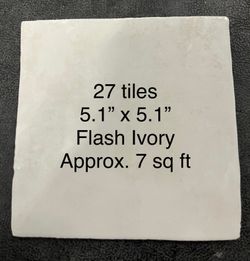 27 tiles
5.1” x 5.1”
Flash Ivory
Approx. 7 sq ft